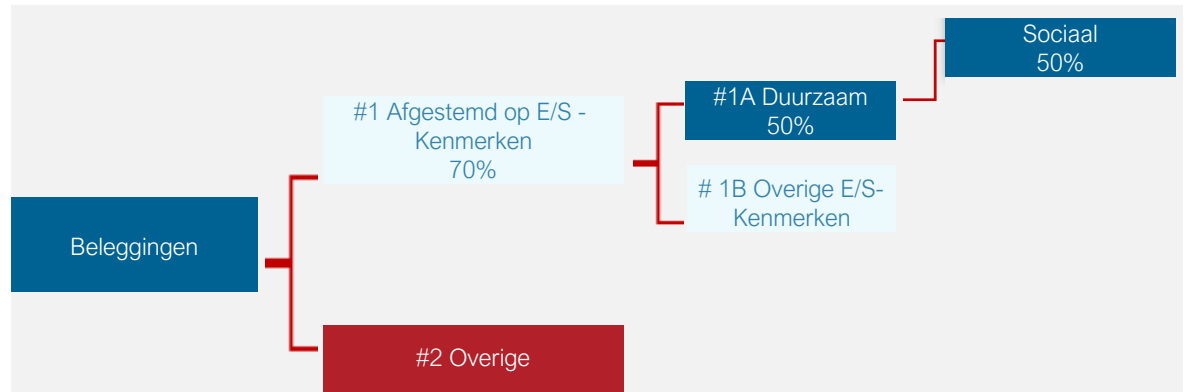 Beleggingen
#1 Afgestemd op E/S -
Kenmerken
70%
#2 Overige
#1A Duurzaam
50%
# 1B Overige E/S-
Kenmerken
Sociaal
50%